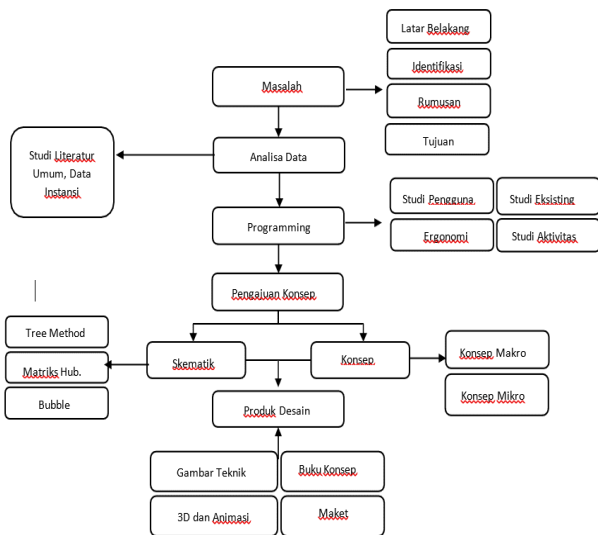 Latar Belakang
Identifikasi
Masalah
Rumusan
Tujuan
Studi Literatur
Umum, Data
Instansi
Analisa Data
Studi Pengguna
Studi Eksisting
Programming
Ergonomi
Studi Aktivitas
Pengajuan Konsep
Tree Method
Matriks Hub.
Bubble
Skematik
Konsep
Konsep Makro
Konsep Mikro
Produk Desain
Gambar Teknik
Buku Konsep
3D dan Animasi
Maket